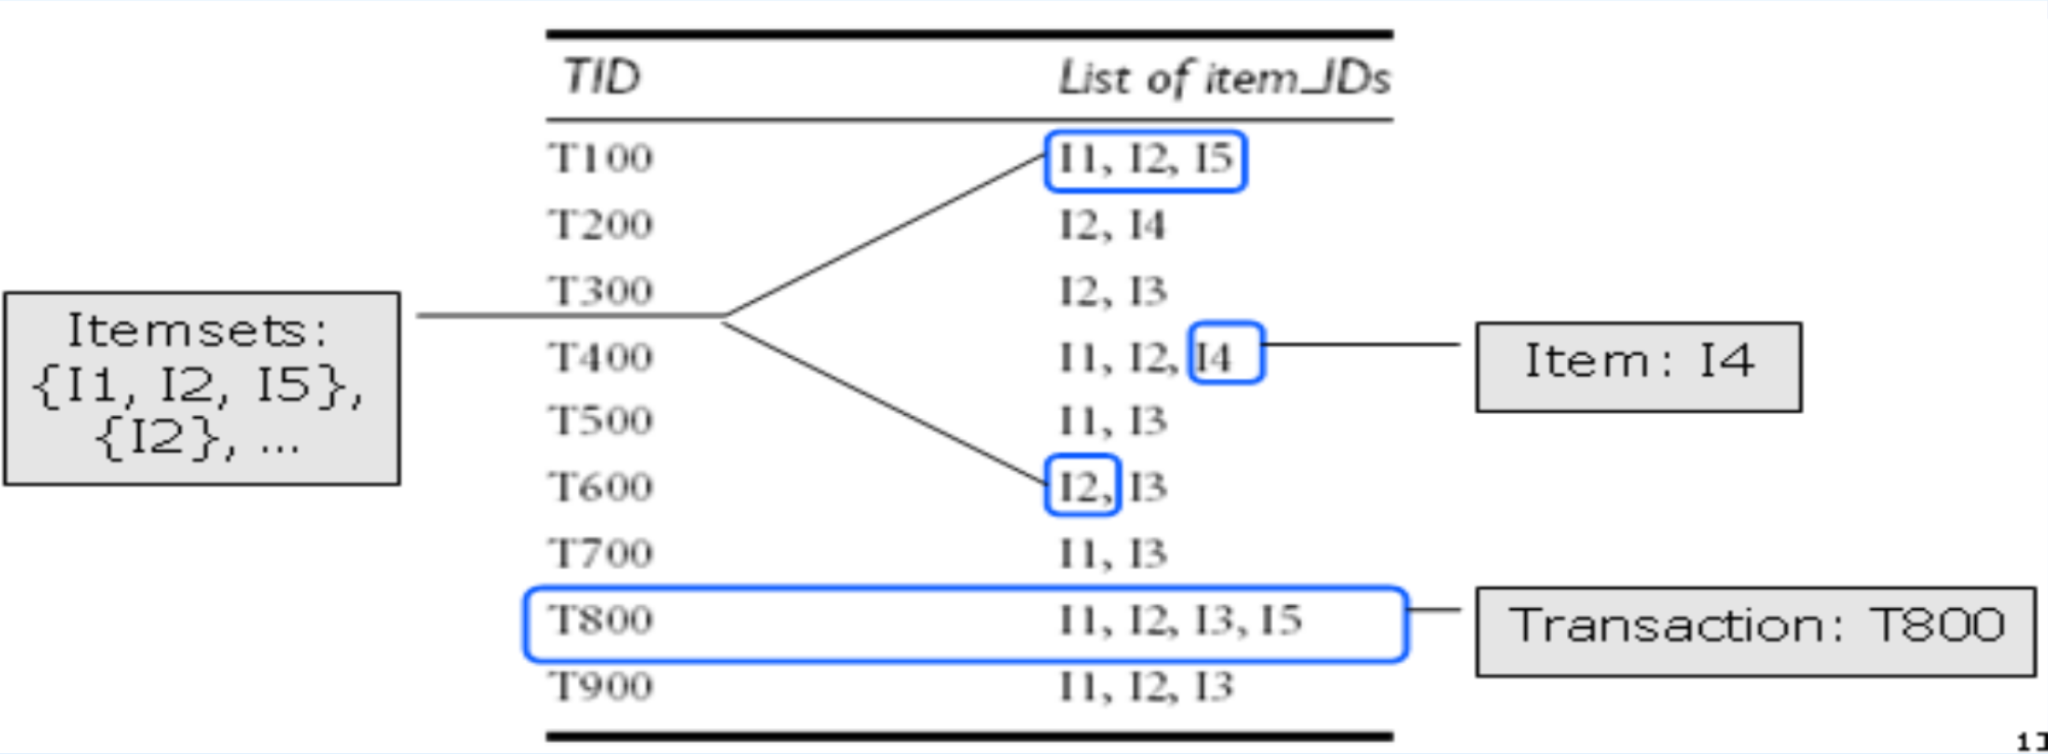 TID List of item_IDs
T100 I1, I2, I5
T200 I2, I4
T300 I2, I3
T400 I1, I2, I4
T500 I1, I3
T600 I2, I3
T700 I1, I3
T800 I1, I2, I3, I5
T900 I1, I2, I3
Itemsets:
{I1, I2, I5},
{I2}, ...
Item: I4
Transaction: T800